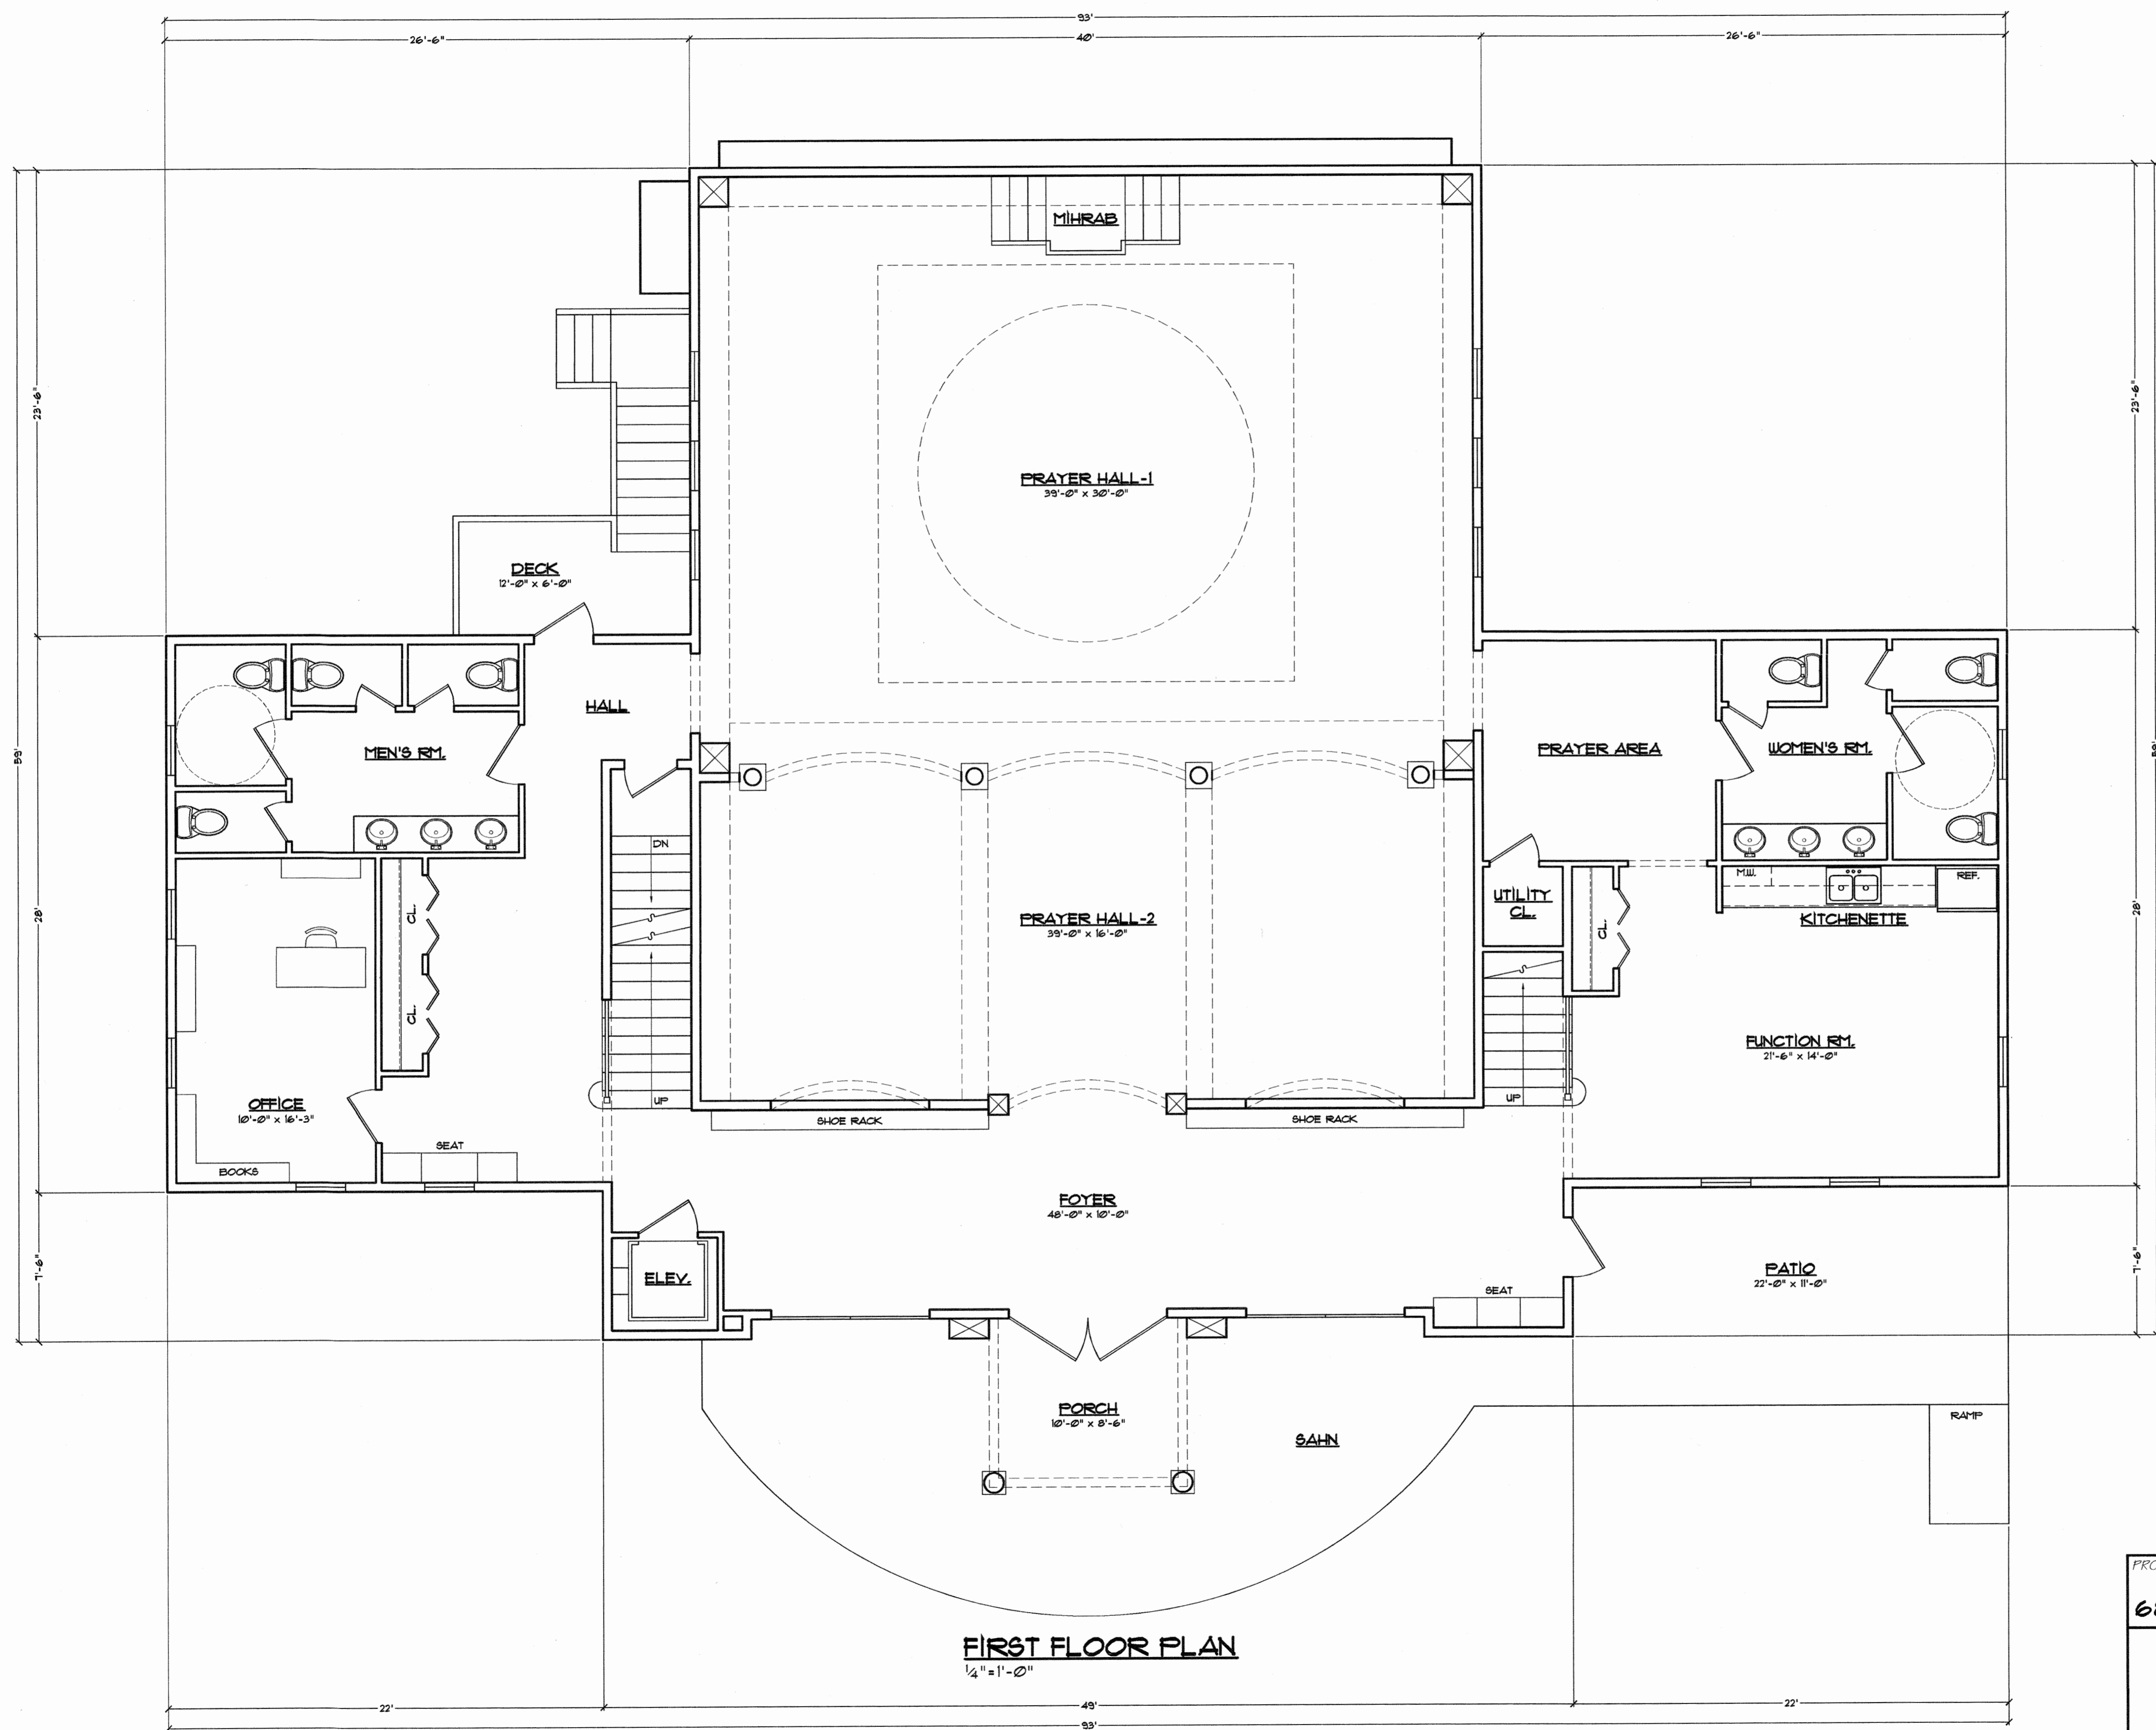 93'
26'-6"
40'
26'-6"
MIHRAB
23'-6"
23'-6"
PRAYER HALL-1
39'-0" x 30'-0"
DECK
12'-0" x 6'-0"
HALL
MEN'S RM.
PRAYER AREA
WOMEN'S RM.
59'
59'
DN
M.W.
REF.
UTILITY
CL.
CL.
CL.
KITCHENETTE
28'
28'
PRAYER HALL-2
39'-0" x 16'-0"
CL.
FUNCTION RM.
21'-6" x 14'-0"
OFFICE
10'-0" x 16'-3"
UP
UP
SHOE RACK
SHOE RACK
SEAT
BOOKS
FOYER
48'-0" x 10'-0"
7'-6"
7'-6"
ELEV.
PATIO
22'-0" x 11'-0"
SEAT
PORCH
10'-0" x 8'-6"
SAHN
RAMP
FIRST FLOOR PLAN
1/4"=1'-0"
22'
49'
22'
93'